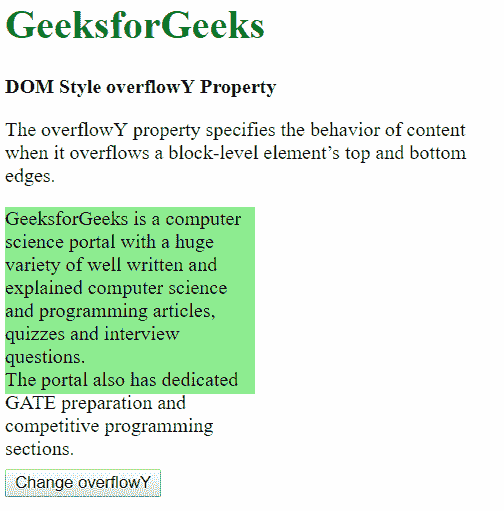 GeeksforGeeks
DOM Style overflowY Property
The overflowY property specifies the behavior of content
when it overflows a block-level element’s top and bottom
edges.
GeeksforGeeks is a computer
science portal with a huge
variety of well written and
explained computer science
and programming articles,
quizzes and interview
questions.
The portal also has dedicated
GATE preparation and
competitive programming
sections.
Change overflowY